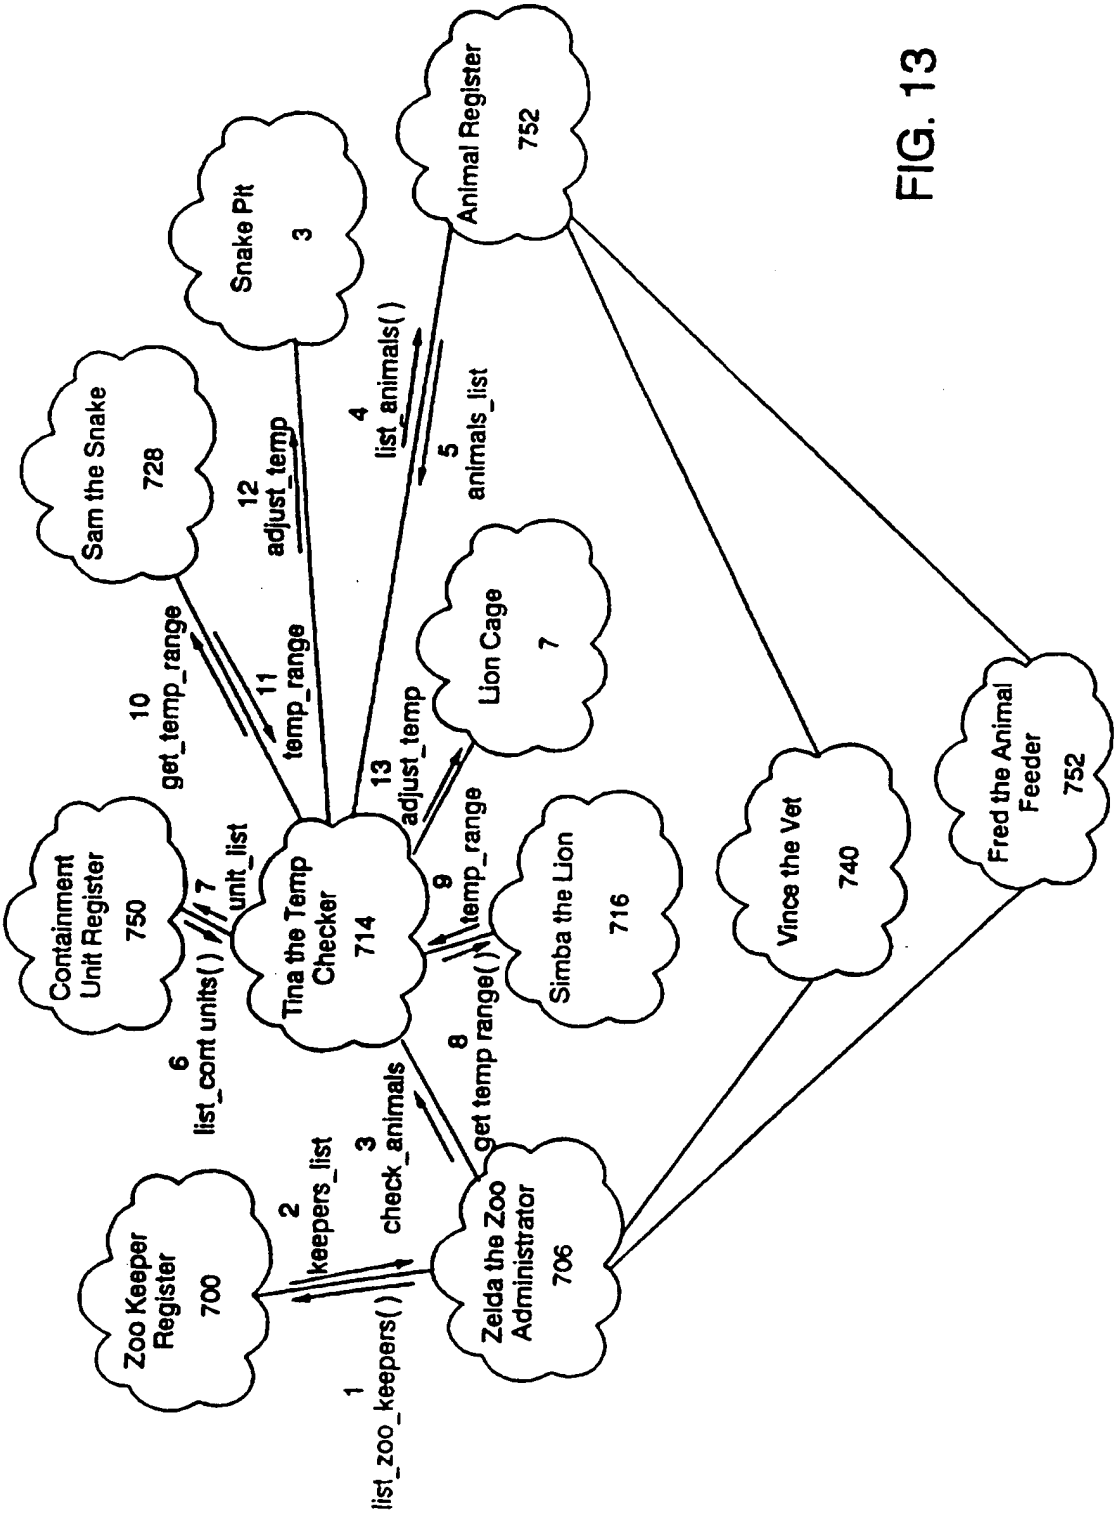 Zoo Keeper
Register
700
2
keepers_list
1
list_zoo_keepers( )
Zelda the Zoo
Administrator
706
3
check_animals
6
list_cont units( )
Containment
Unit Register
750
7
unit_list
Tina the Temp
Checker
714
8
get temp range( )
9
temp_range
Simba the Lion
716
10
get_temp_range
11
temp_range
Sam the Snake
728
12
adjust_temp
Snake Pit
3
13
adjust_temp
Lion Cage
7
4
list_animals( )
5
animals_list
Animal Register
752
Vince the Vet
740
Fred the Animal
Feeder
752
FIG. 13